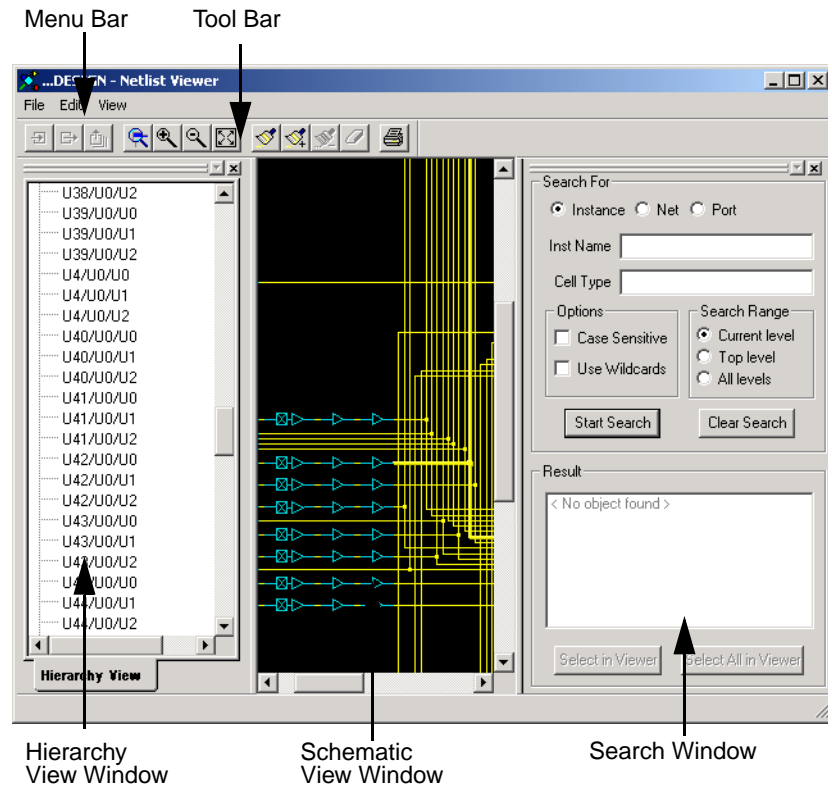 Menu Bar
Tool Bar
...DESIGN - Netlist Viewer
File Edit View
U38/U0/U2
U39/U0/U0
U39/U0/U1
U39/U0/U2
U4/U0/U0
U4/U0/U1
U4/U0/U2
U40/U0/U0
U40/U0/U1
U40/U0/U2
U41/U0/U0
U41/U0/U1
U41/U0/U2
U42/U0/U0
U42/U0/U1
U42/U0/U2
U43/U0/U0
U43/U0/U1
U43/U0/U2
U44/U0/U0
U44/U0/U1
U44/U0/U2
Hierarchy View
Search For
Instance Net Port
Inst Name
Cell Type
Options
Case Sensitive
Use Wildcards
Search Range
Current level
Top level
All levels
Start Search Clear Search
Result
< No object found >
Select in Viewer Select All in Viewer
Hierarchy
View Window
Schematic
View Window
Search Window